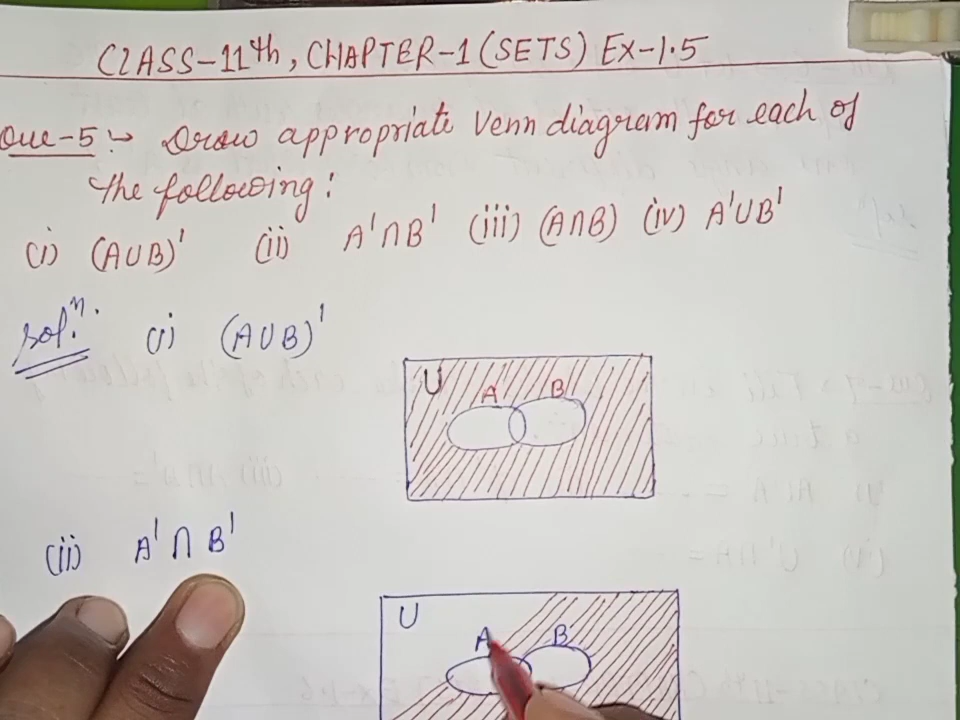 CLASS-11th, CHAPTER-1 (SETS) EX-1.5
Que-5:→ Draw appropriate Venn diagram for each of
the following:
(i) (A∪B)' (ii) A'∩B' (iii) (A∩B) (iv) A'∪B'
Sol.ⁿ. (i) (A∪B)'
U A B
(ii) A'∩B'
U A B